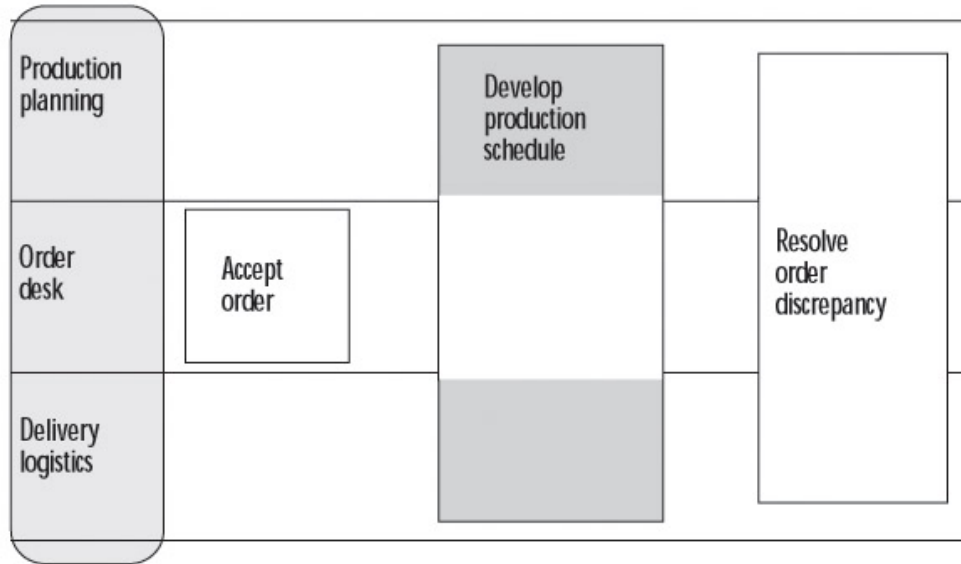 Production
planning
Develop
production
schedule
Order
desk
Accept
order
Resolve
order
discrepancy
Delivery
logistics